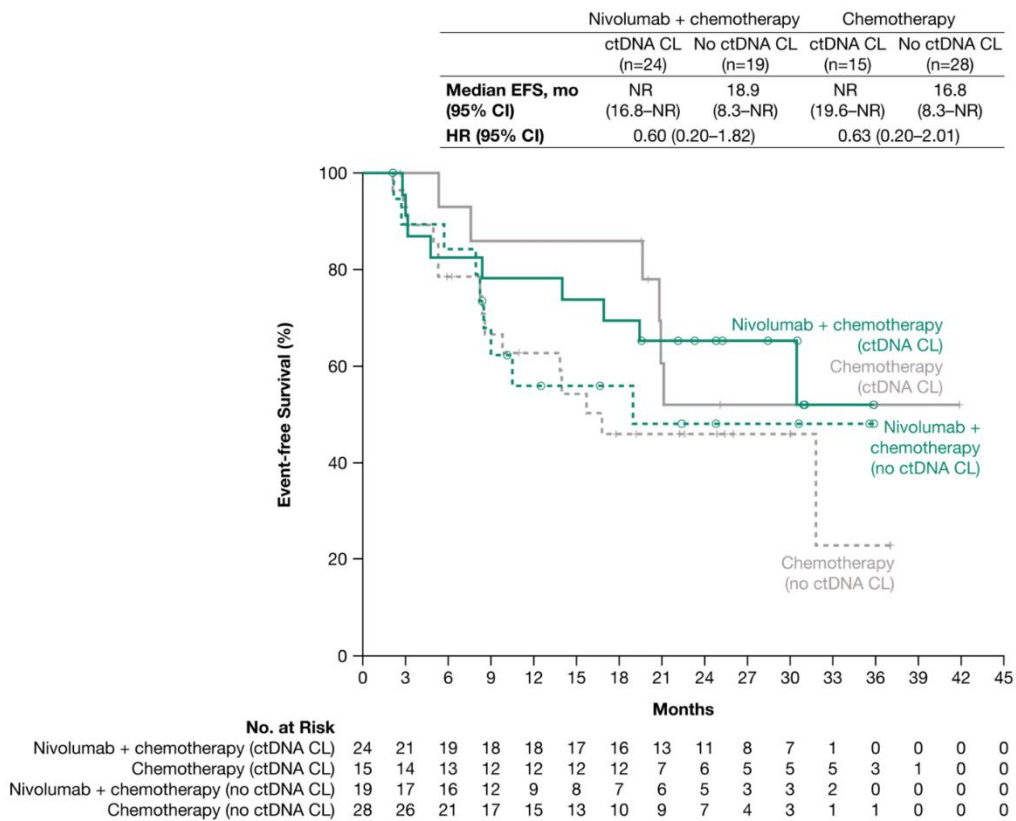 Nivolumab + chemotherapy Chemotherapy
ctDNA CL No ctDNA CL ctDNA CL No ctDNA CL
(n=24) (n=19) (n=15) (n=28)
Median EFS, mo NR 18.9 NR 16.8
(95% CI) (16.8–NR) (8.3–NR) (19.6–NR) (8.3–NR)
HR (95% CI) 0.60 (0.20–1.82) 0.63 (0.20–2.01)
Event-free Survival (%)
100
80
60
40
20
0
Nivolumab + chemotherapy
(ctDNA CL)
Chemotherapy
(ctDNA CL)
Nivolumab +
chemotherapy
(no ctDNA CL)
Chemotherapy
(no ctDNA CL)
0 3 6 9 12 15 18 21 24 27 30 33 36 39 42 45
Months
No. at Risk
Nivolumab + chemotherapy (ctDNA CL) 24 21 19 18 18 17 16 13 11 8 7 1 0 0 0 0
Chemotherapy (ctDNA CL) 15 14 13 12 12 12 12 7 6 5 5 5 3 1 0 0
Nivolumab + chemotherapy (no ctDNA CL) 19 17 16 12 9 8 7 6 5 3 3 2 0 0 0 0
Chemotherapy (no ctDNA CL) 28 26 21 17 15 13 10 9 7 4 3 1 1 0 0 0